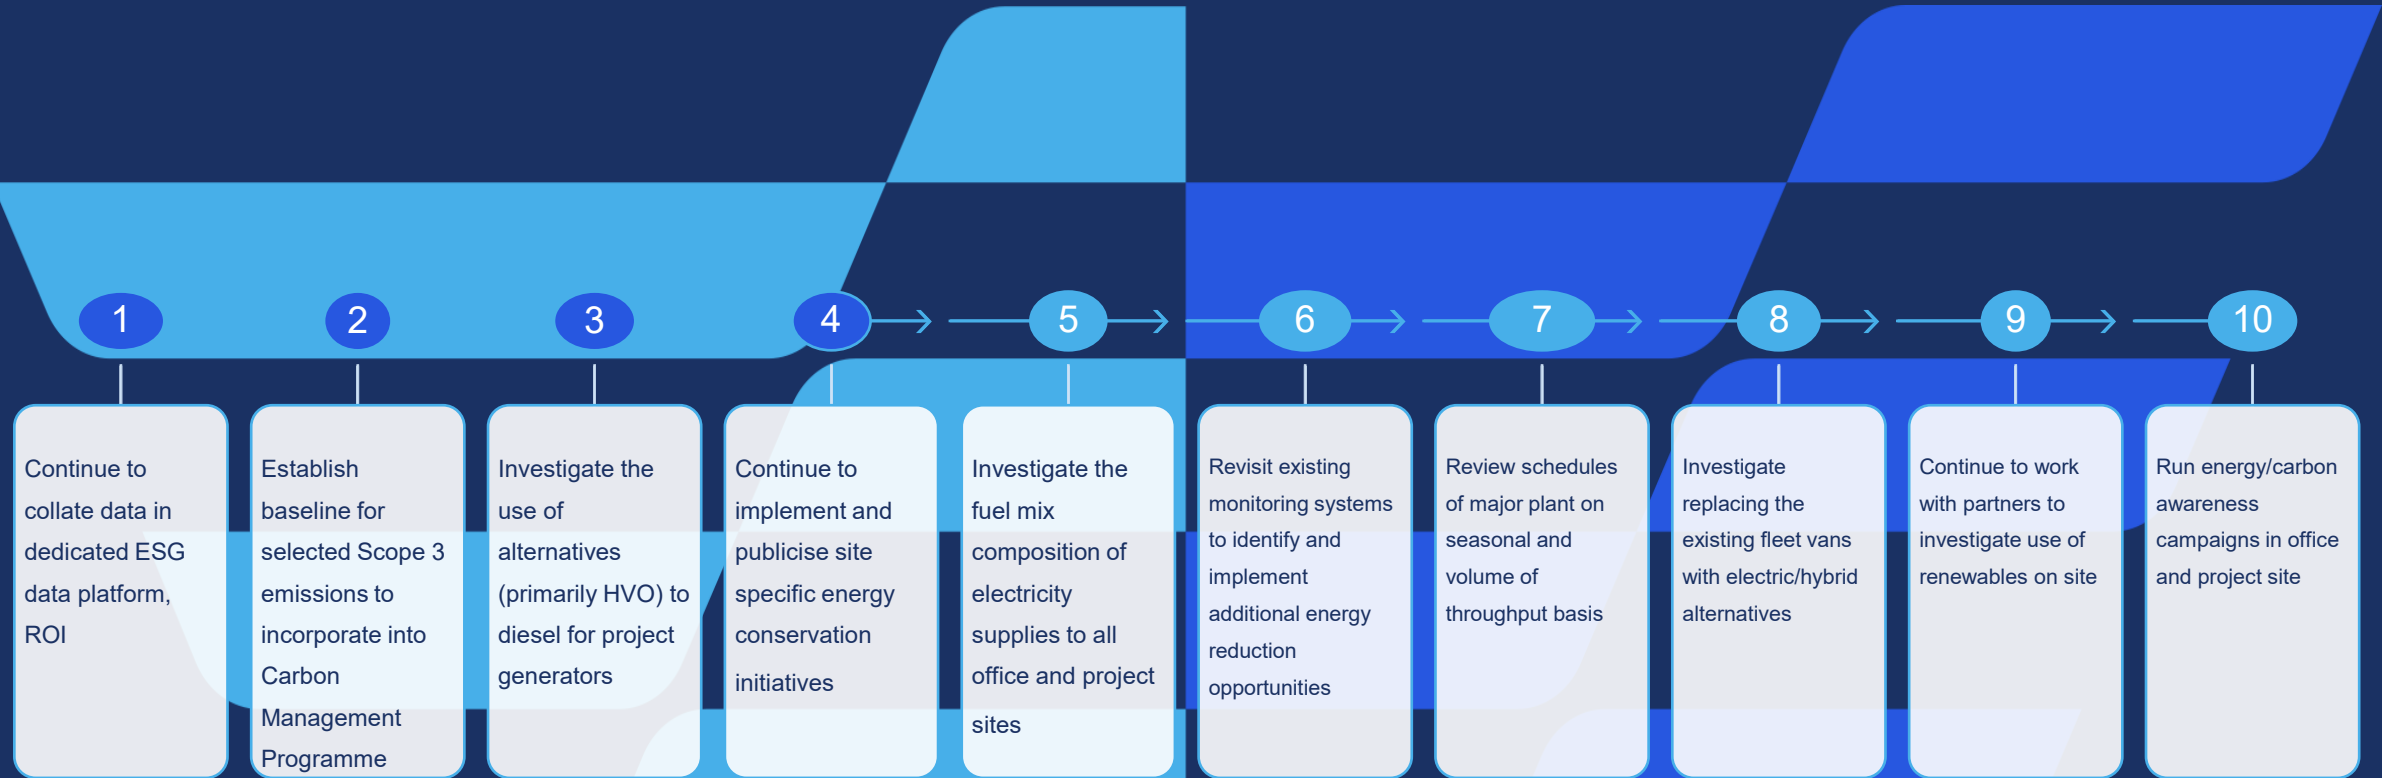 1
Continue to
collate data in
dedicated ESG
data platform,
ROI
2
Establish
baseline for
selected Scope 3
emissions to
incorporate into
Carbon
Management
Programme
3
Investigate the
use of
alternatives
(primarily HVO) to
diesel for project
generators
4
Continue to
implement and
publicise site
specific energy
conservation
initiatives
5
Investigate the
fuel mix
composition of
electricity
supplies to all
office and project
sites
6
Revisit existing
monitoring systems
to identify and
implement
additional energy
reduction
opportunities
7
Review schedules
of major plant on
seasonal and
volume of
throughput basis
8
Investigate
replacing the
existing fleet vans
with electric/hybrid
alternatives
9
Continue to work
with partners to
investigate use of
renewables on site
10
Run energy/carbon
awareness
campaigns in office
and project site